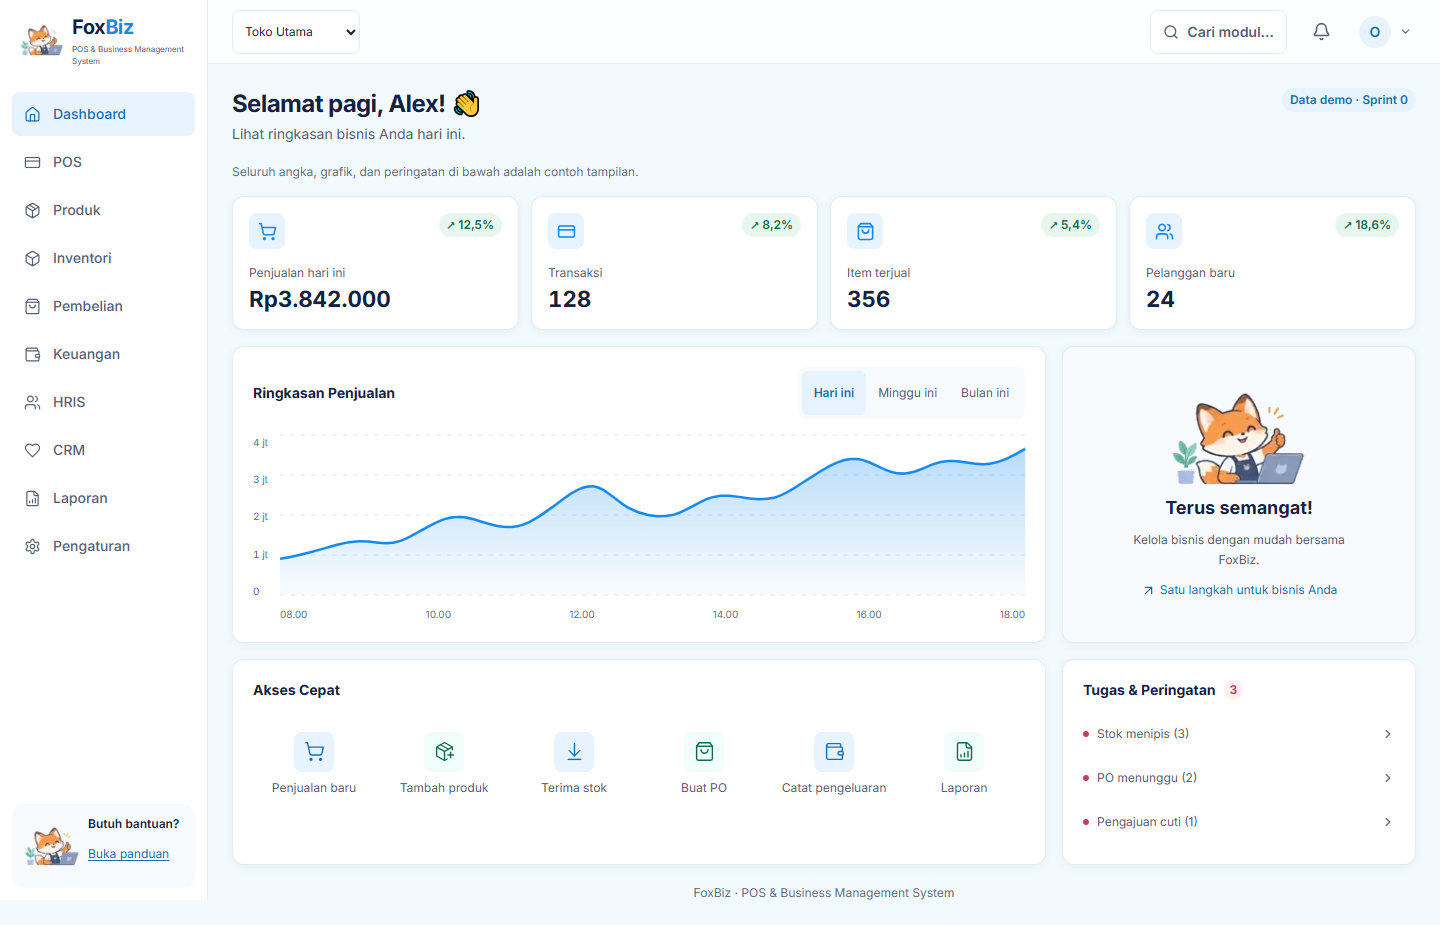 FoxBiz
POS & Business Management
System
Dashboard
POS
Produk
Inventori
Pembelian
Keuangan
HRIS
CRM
Laporan
Pengaturan
Butuh bantuan?
Buka panduan
Toko Utama
Cari modul...
O
Selamat pagi, Alex! 👋
Data demo · Sprint 0
Lihat ringkasan bisnis Anda hari ini.
Seluruh angka, grafik, dan peringatan di bawah adalah contoh tampilan.
↗ 12,5%
Penjualan hari ini
Rp3.842.000
↗ 8,2%
Transaksi
128
↗ 5,4%
Item terjual
356
↗ 18,6%
Pelanggan baru
24
Ringkasan Penjualan
Hari ini
Minggu ini
Bulan ini
4 jt
3 jt
2 jt
1 jt
0
08.00
10.00
12.00
14.00
16.00
18.00
Terus semangat!
Kelola bisnis dengan mudah bersama
FoxBiz.
Satu langkah untuk bisnis Anda
Akses Cepat
Penjualan baru
Tambah produk
Terima stok
Buat PO
Catat pengeluaran
Laporan
Tugas & Peringatan 3
Stok menipis (3)
PO menunggu (2)
Pengajuan cuti (1)
FoxBiz · POS & Business Management System